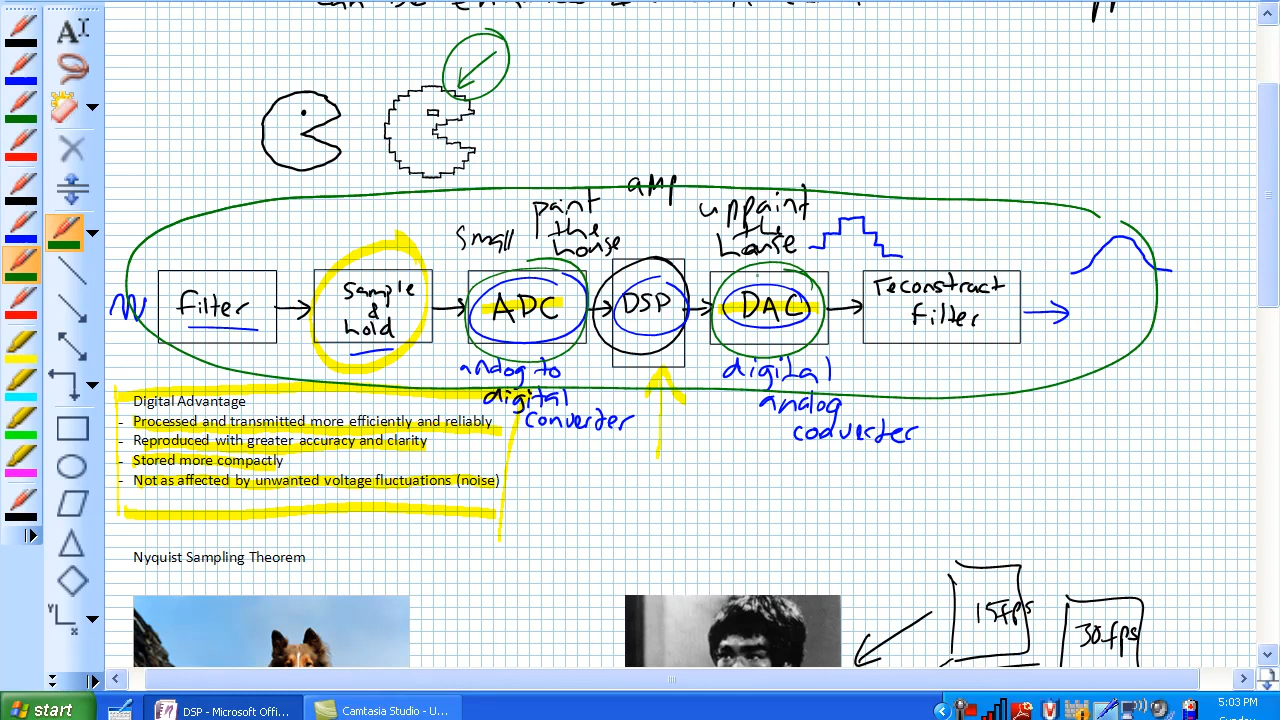 amp
small
paint
the
house
uppaint
the
house
filter
sample
&
hold
ADC
DSP
DAC
reconstruct
filter
analog to
digital
converter
digital
analog
converter
Digital Advantage
- Processed and transmitted more efficiently and reliably
- Reproduced with greater accuracy and clarity
- Stored more compactly
- Not as affected by unwanted voltage fluctuations (noise)
Nyquist Sampling Theorem
15fps
30fps
start
DSP - Microsoft Offi...
Camtasia Studio - U...
5:03 PM